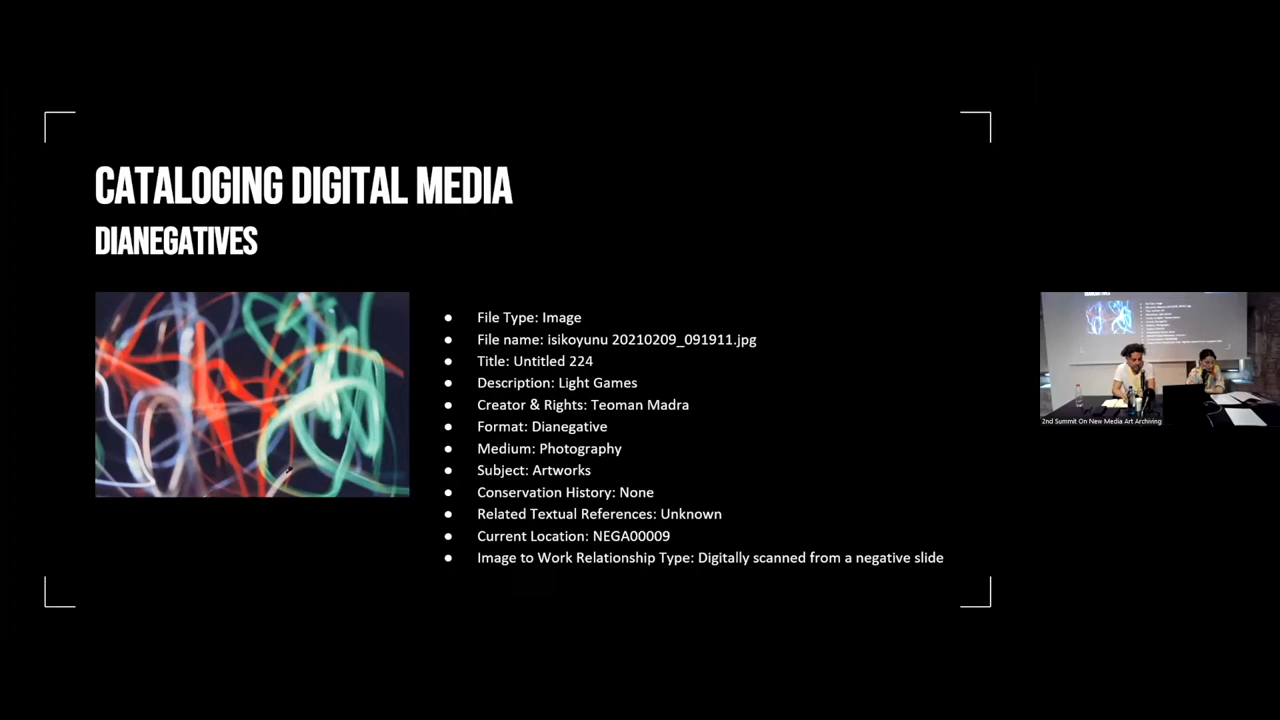 CATALOGING DIGITAL MEDIA
DIANEGATIVES
● File Type: Image
● File name: isikoyunu 20210209_091911.jpg
● Title: Untitled 224
● Description: Light Games
● Creator & Rights: Teoman Madra
● Format: Dianegative
● Medium: Photography
● Subject: Artworks
● Conservation History: None
● Related Textual References: Unknown
● Current Location: NEGA00009
● Image to Work Relationship Type: Digitally scanned from a negative slide
2nd Summit On New Media Art Archiving